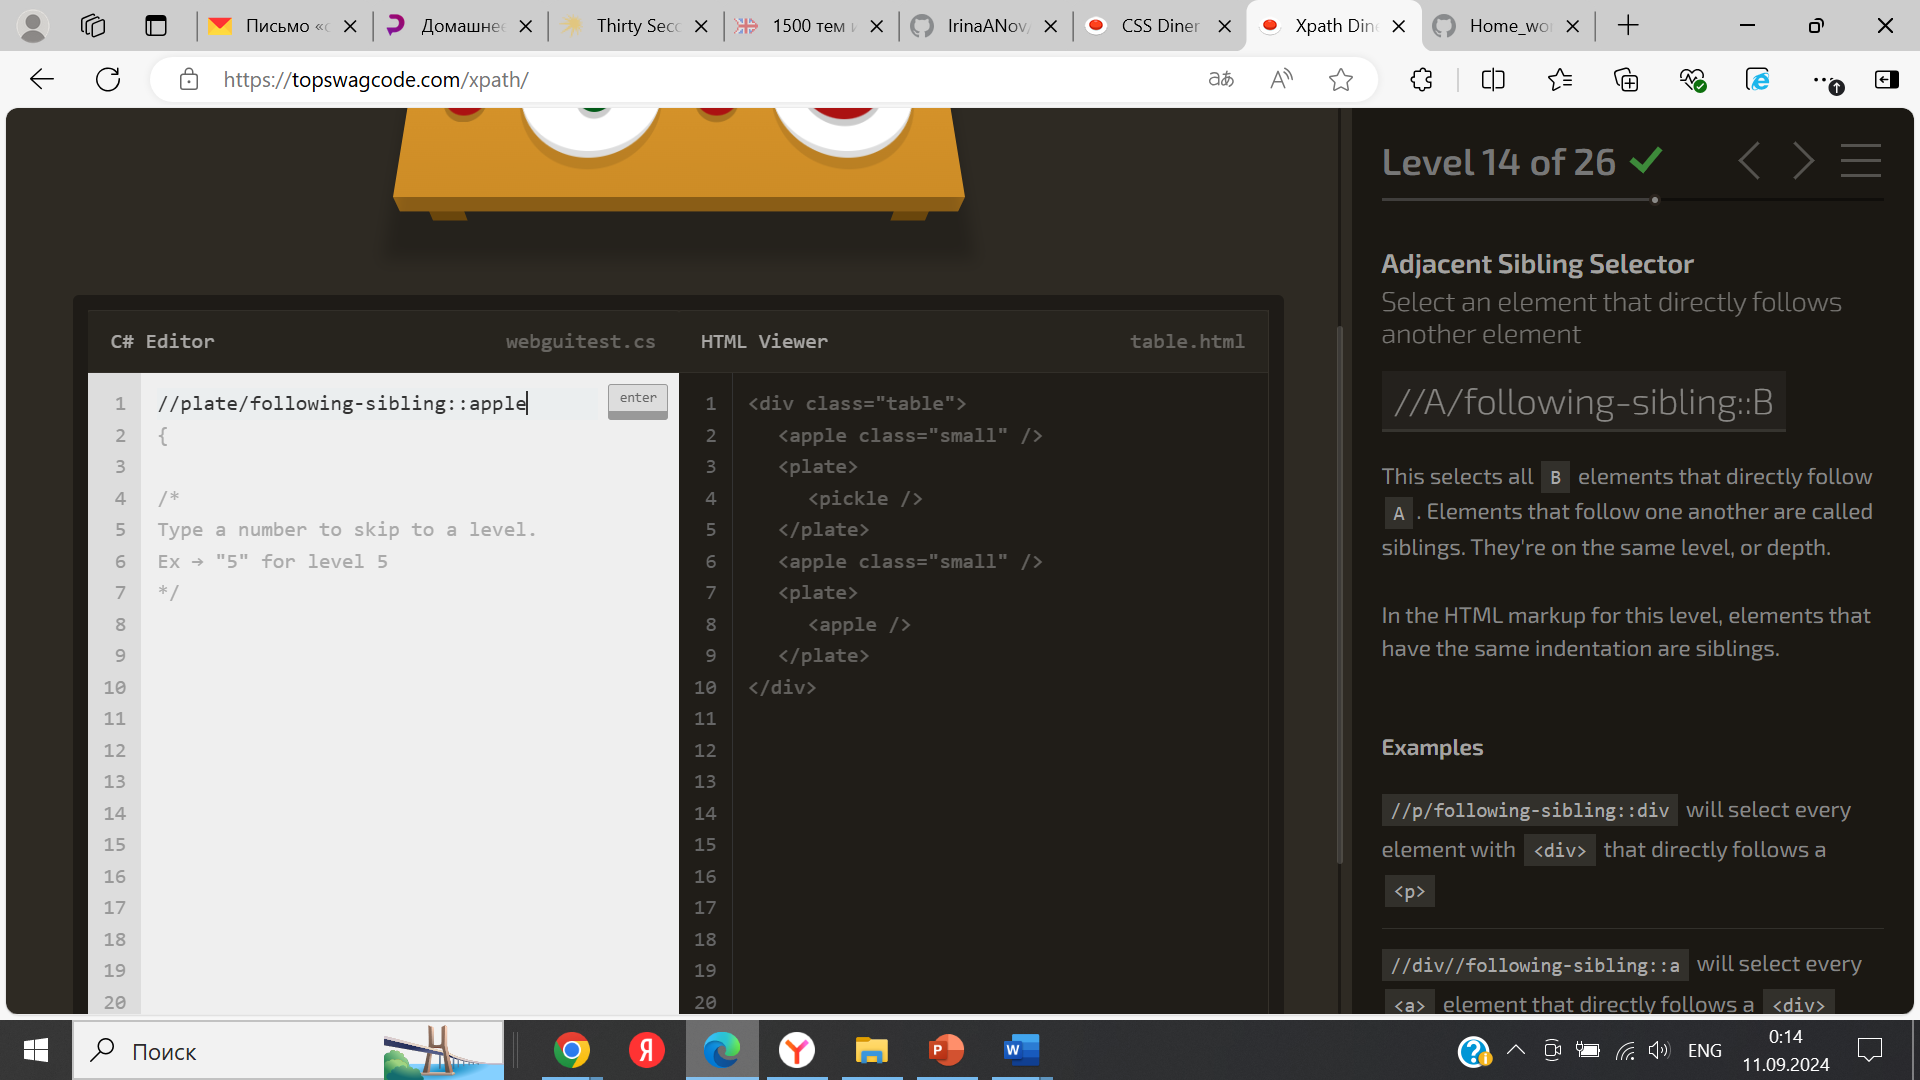 Письмо «с
Домашнее
Thirty Seco
1500 тем и
IrinaANov
CSS Diner
Xpath Dine
Home_wor
https://topswagcode.com/xpath/
Level 14 of 26
Adjacent Sibling Selector
Select an element that directly follows
another element
//A/following-sibling::B
This selects all B elements that directly follow
A . Elements that follow one another are called
siblings. They're on the same level, or depth.
In the HTML markup for this level, elements that
have the same indentation are siblings.
Examples
//p/following-sibling::div will select every
element with <div> that directly follows a
<p>
//div//following-sibling::a will select every
<a> element that directly follows a <div>
C# Editor webguitest.cs
1 //plate/following-sibling::apple enter
2 {
3
4 /*
5 Type a number to skip to a level.
6 Ex → "5" for level 5
7 */
8
9
10
11
12
13
14
15
16
17
18
19
20
HTML Viewer table.html
1 <div class="table">
2 <apple class="small" />
3 <plate>
4 <pickle />
5 </plate>
6 <apple class="small" />
7 <plate>
8 <apple />
9 </plate>
10 </div>
11
12
13
14
15
16
17
18
19
20
Поиск
ENG
0:14
11.09.2024